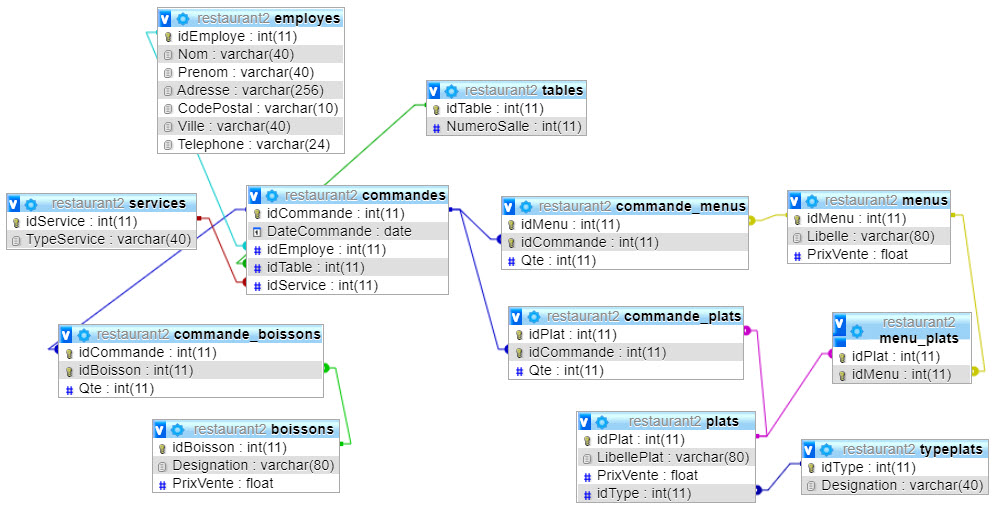 restaurant2 employes
idEmploye : int(11)
Nom : varchar(40)
Prenom : varchar(40)
Adresse : varchar(256)
CodePostal : varchar(10)
Ville : varchar(40)
Telephone : varchar(24)
restaurant2 tables
idTable : int(11)
NumeroSalle : int(11)
restaurant2 services
idService : int(11)
TypeService : varchar(40)
restaurant2 commandes
idCommande : int(11)
DateCommande : date
idEmploye : int(11)
idTable : int(11)
idService : int(11)
restaurant2 commande_menus
idMenu : int(11)
idCommande : int(11)
Qte : int(11)
restaurant2 menus
idMenu : int(11)
Libelle : varchar(80)
PrixVente : float
restaurant2 commande_boissons
idCommande : int(11)
idBoisson : int(11)
Qte : int(11)
restaurant2 commande_plats
idPlat : int(11)
idCommande : int(11)
Qte : int(11)
restaurant2
menu_plats
idPlat : int(11)
idMenu : int(11)
restaurant2 boissons
idBoisson : int(11)
Designation : varchar(80)
PrixVente : float
restaurant2 plats
idPlat : int(11)
LibellePlat : varchar(80)
PrixVente : float
idType : int(11)
restaurant2 typeplats
idType : int(11)
Designation : varchar(40)